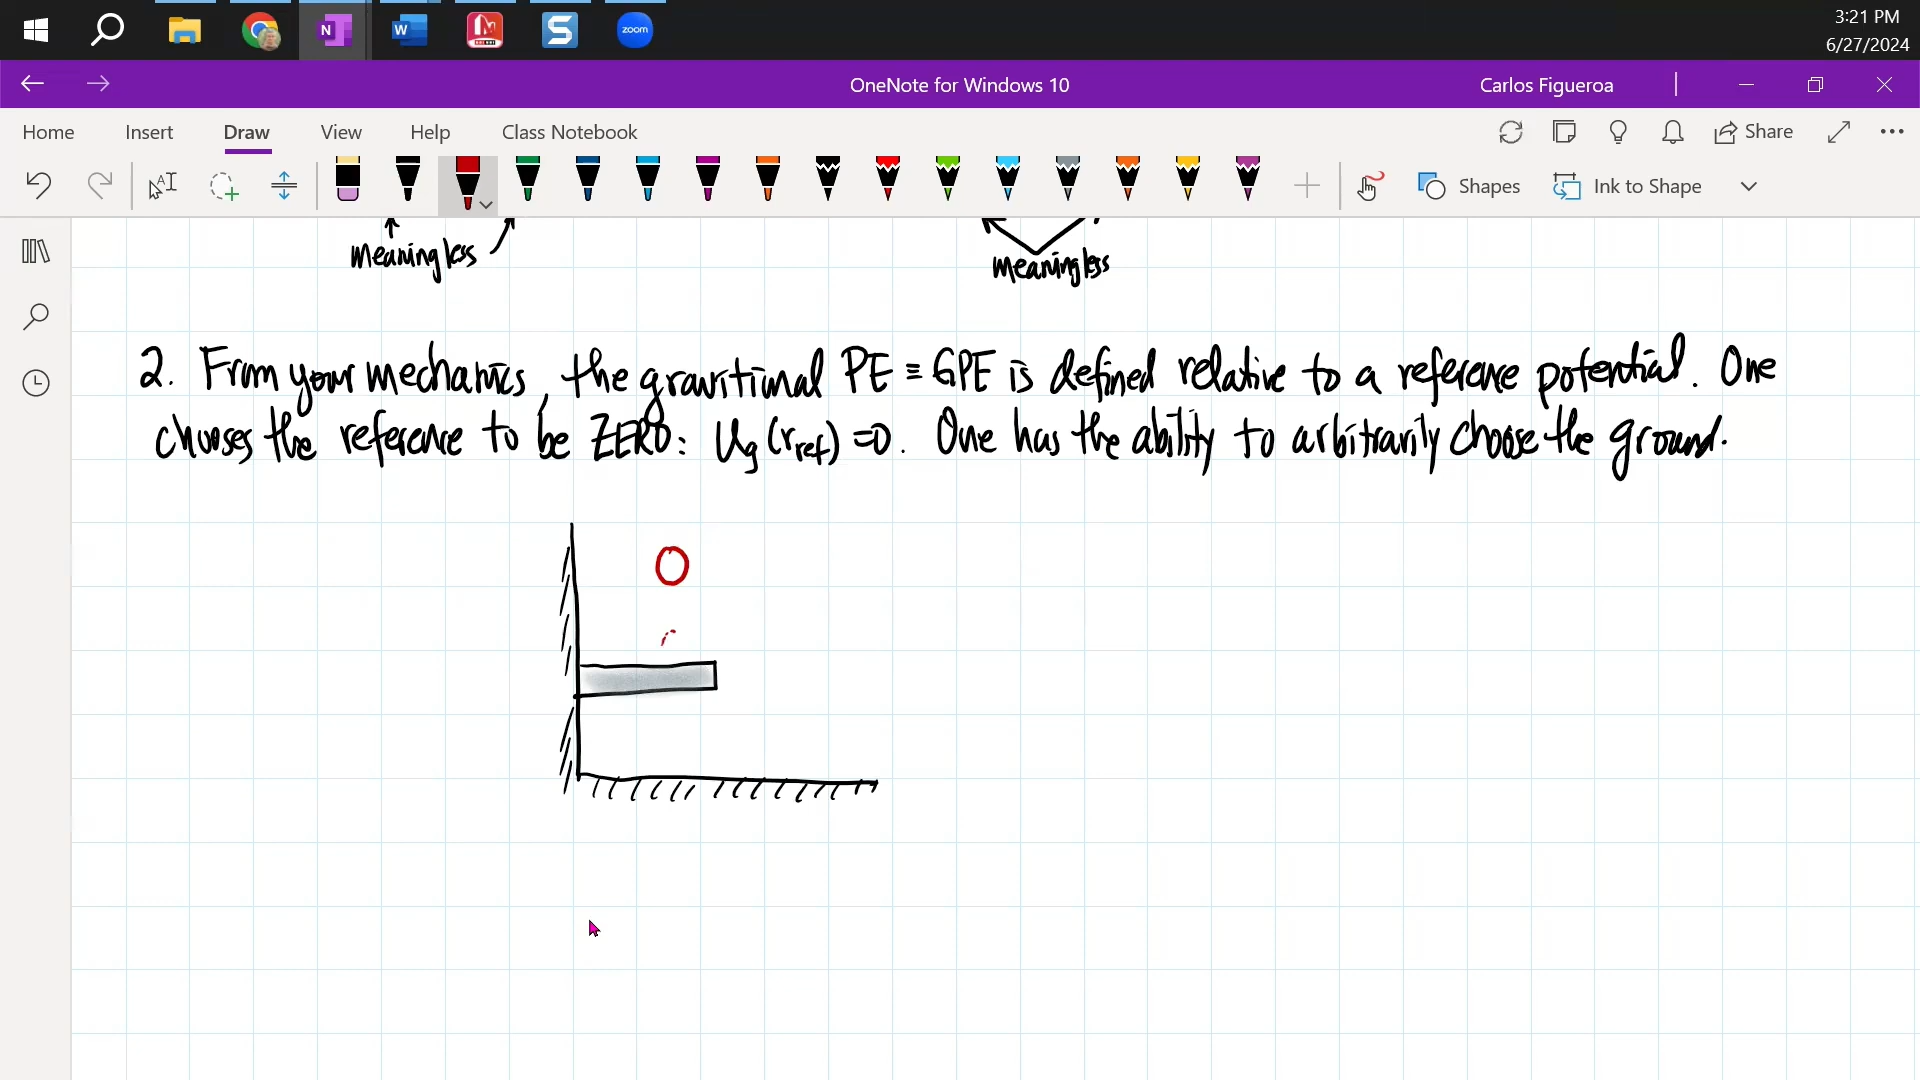 3:21 PM
6/27/2024
N
W
S
zoom
OneNote for Windows 10
Carlos Figueroa
Home Insert Draw View Help Class Notebook
Share
Shapes
Ink to Shape
meaningless meaningless
2. From your mechanics, the gravitional PE ≡ GPE is defined relative to a reference potential. One
chooses the reference to be ZERO: Ug(rref) = 0. One has the ability to arbitrarily choose the ground.